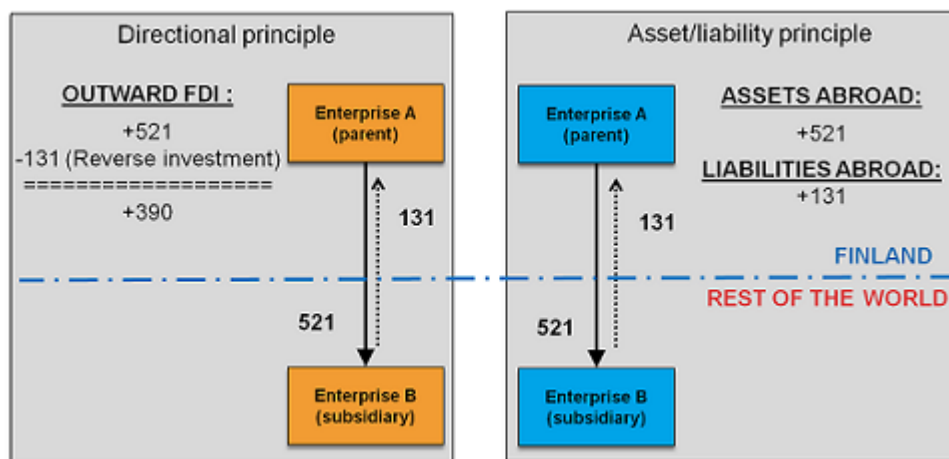 Directional principle
OUTWARD FDI :
+521
-131 (Reverse investment)
===================
+390
Enterprise A
(parent)
131
521
Enterprise B
(subsidiary)
Asset/liability principle
Enterprise A
(parent)
ASSETS ABROAD:
+521
LIABILITIES ABROAD:
+131
131
FINLAND
REST OF THE WORLD
521
Enterprise B
(subsidiary)